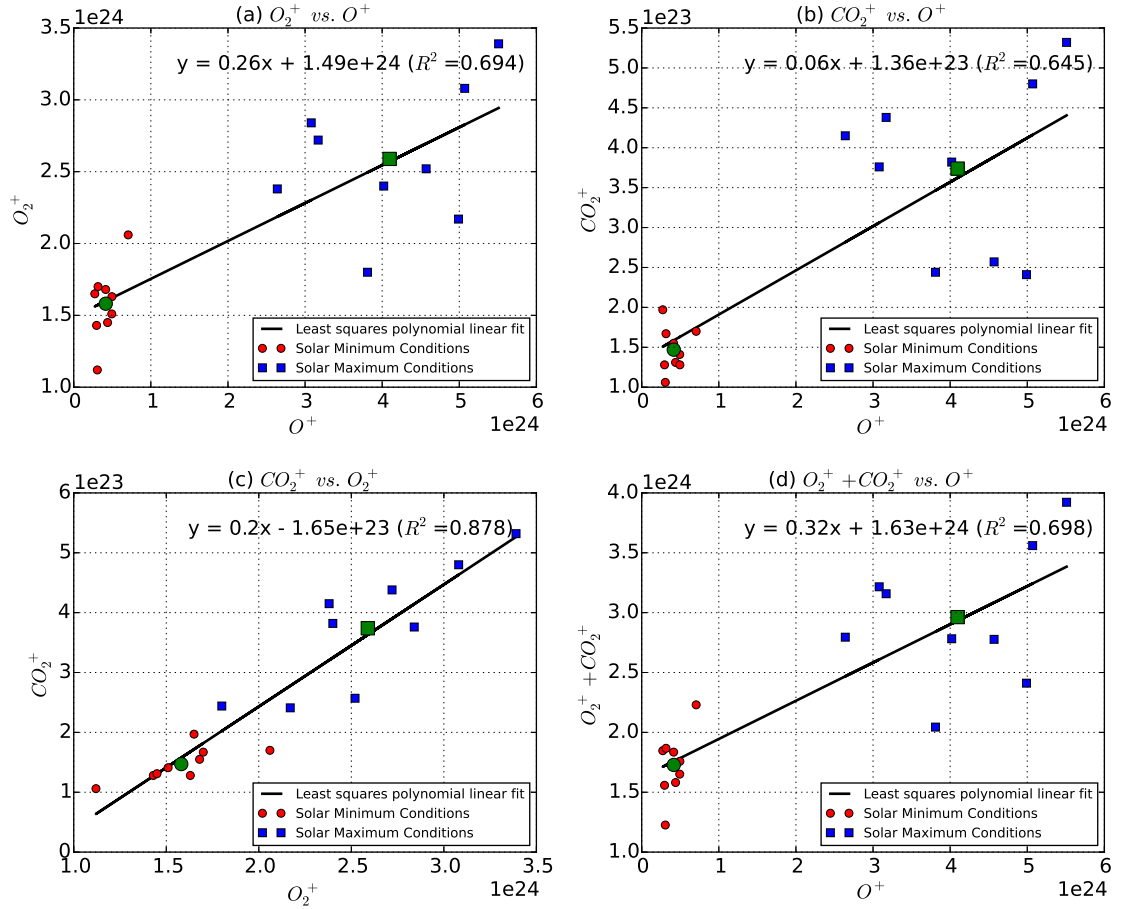 1e24
(a) O₂⁺ vs. O⁺
y = 0.26x + 1.49e+24 (R² =0.694)
3.5
3.0
2.5
2.0
1.5
1.0
O₂⁺
Least squares polynomial linear fit
Solar Minimum Conditions
Solar Maximum Conditions
0 1 2 3 4 5 6
O⁺
1e24
1e23
(b) CO₂⁺ vs. O⁺
y = 0.06x + 1.36e+23 (R² =0.645)
5.5
5.0
4.5
4.0
3.5
3.0
2.5
2.0
1.5
1.0
CO₂⁺
Least squares polynomial linear fit
Solar Minimum Conditions
Solar Maximum Conditions
0 1 2 3 4 5 6
O⁺
1e24
1e23
(c) CO₂⁺ vs. O₂⁺
y = 0.2x - 1.65e+23 (R² =0.878)
6
5
4
3
2
1
0
CO₂⁺
Least squares polynomial linear fit
Solar Minimum Conditions
Solar Maximum Conditions
1.0 1.5 2.0 2.5 3.0 3.5
O₂⁺
1e24
1e24
(d) O₂⁺ +CO₂⁺ vs. O⁺
y = 0.32x + 1.63e+24 (R² =0.698)
4.0
3.5
3.0
2.5
2.0
1.5
1.0
O₂⁺ +CO₂⁺
Least squares polynomial linear fit
Solar Minimum Conditions
Solar Maximum Conditions
0 1 2 3 4 5 6
O⁺
1e24